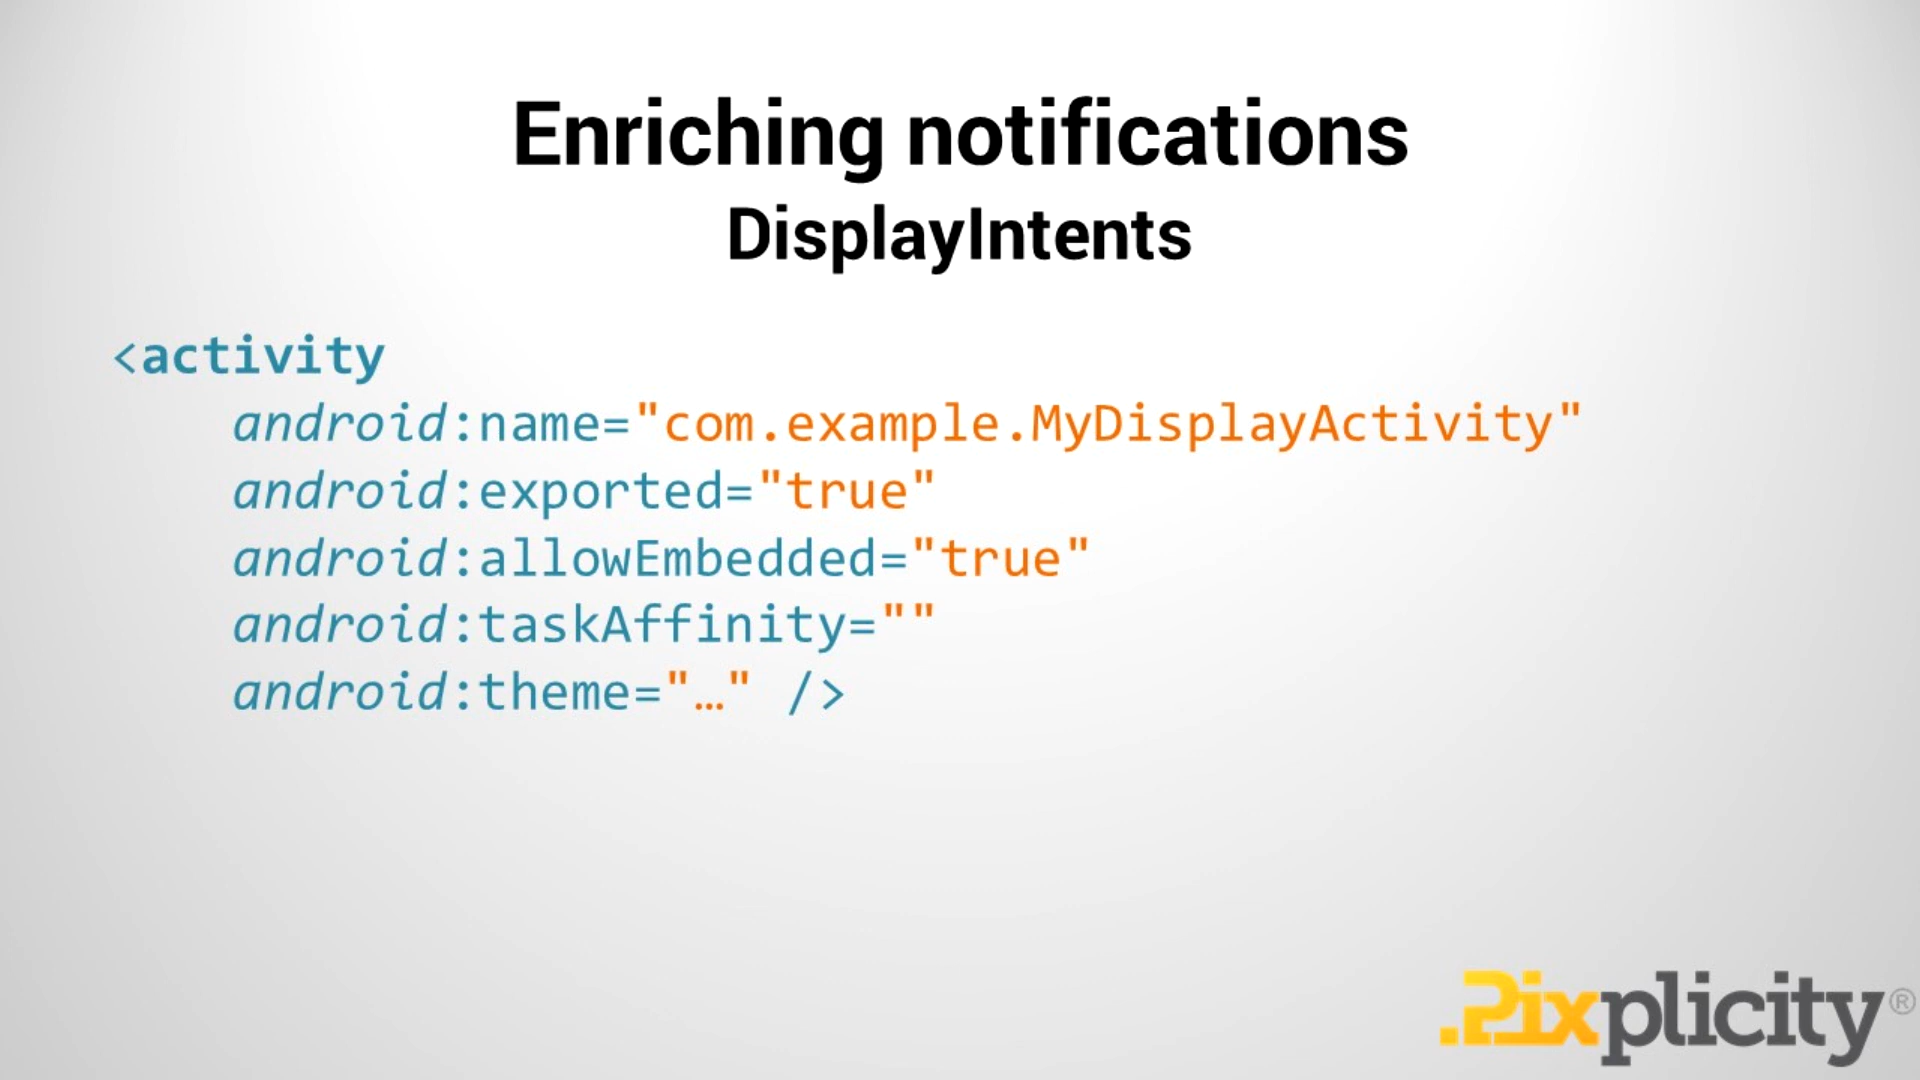 Enriching notifications
DisplayIntents
<activity
android:name="com.example.MyDisplayActivity"
android:exported="true"
android:allowEmbedded="true"
android:taskAffinity=""
android:theme="…" />
.Pixplicity®